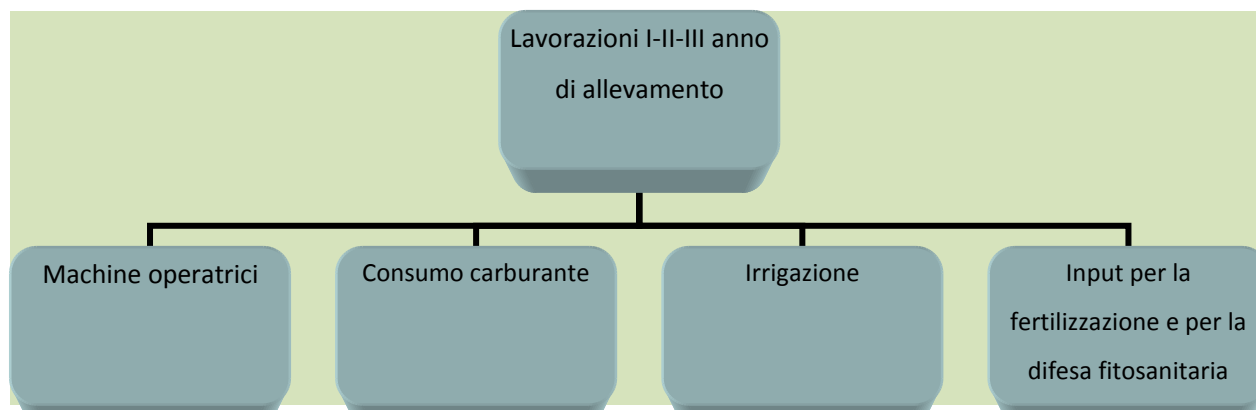 Lavorazioni I-II-III anno
di allevamento
Machine operatrici
Consumo carburante
Irrigazione
Input per la
fertilizzazione e per la
difesa fitosanitaria